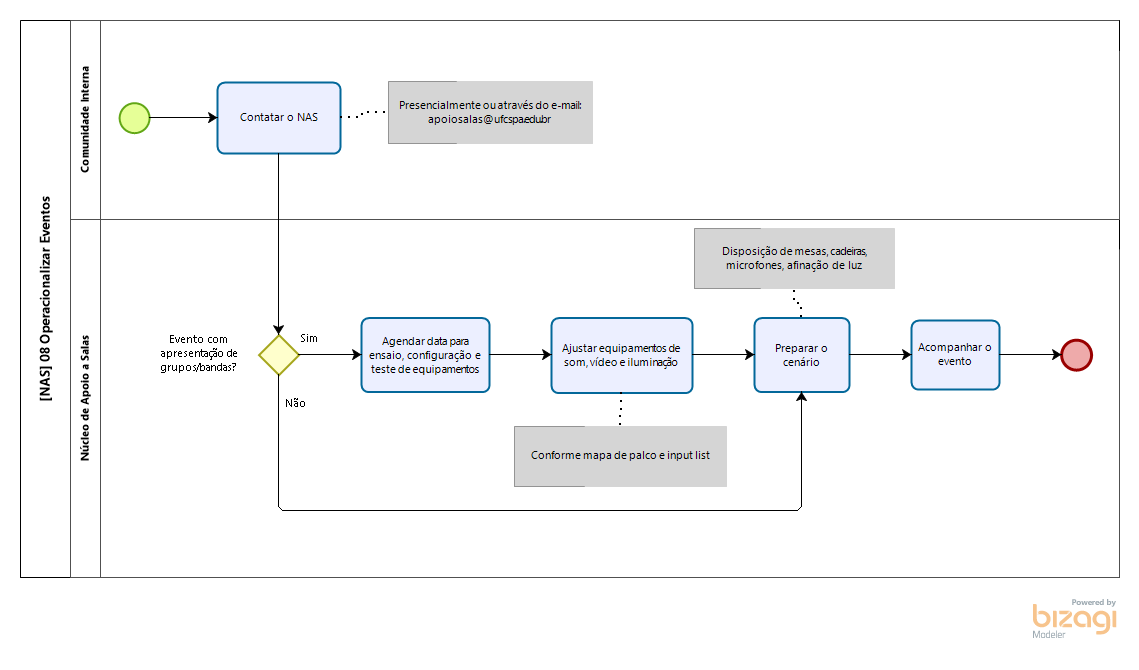 [NAS] 08 Operacionalizar Eventos
Comunidade Interna
Contatar o NAS
Presencialmente ou através do e-mail:
apoiosalas@ufcspa.edu.br
Núcleo de Apoio a Salas
Evento com
apresentação de
grupos/bandas?
Sim
Não
Agendar data para
ensaio, configuração e
teste de equipamentos
Ajustar equipamentos de
som, vídeo e iluminação
Conforme mapa de palco e input list
Disposição de mesas, cadeiras,
microfones, afinação de luz
Preparar o
cenário
Acompanhar o
evento
Powered by
bizagi
Modeler